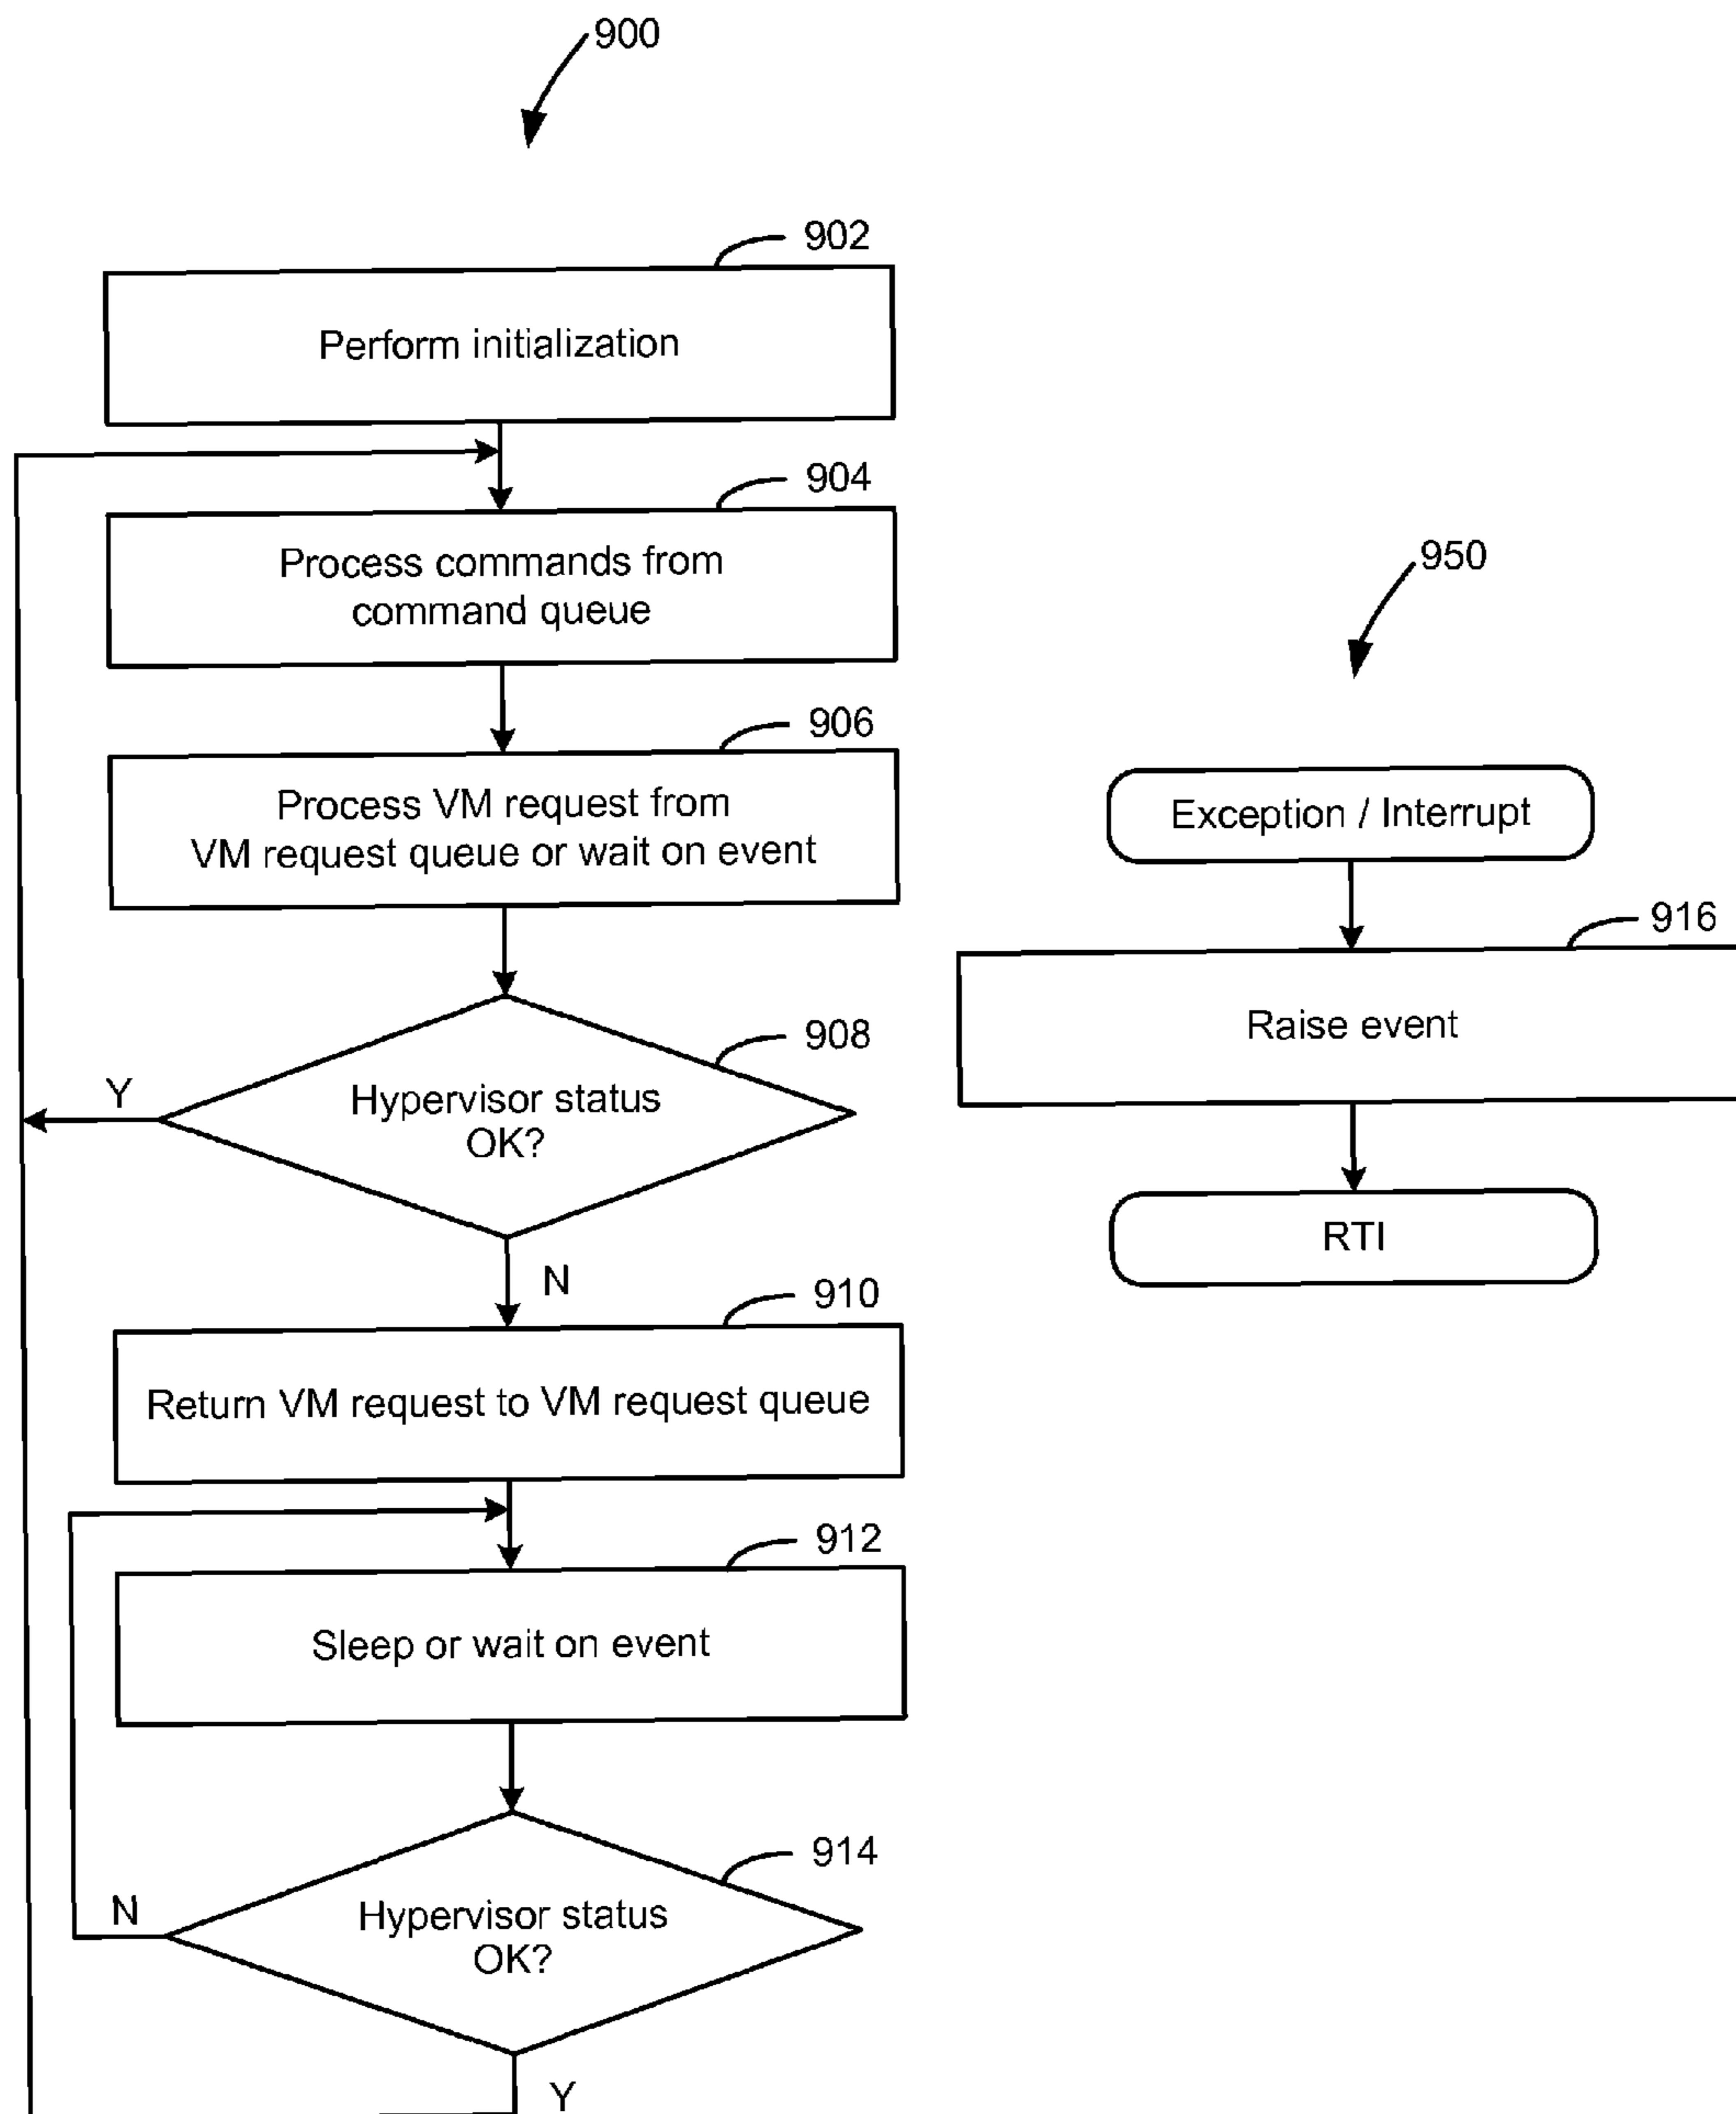 900
902
Perform initialization
904
Process commands from
command queue
906
Process VM request from
VM request queue or wait on event
908
Hypervisor status
OK?
Y
N
910
Return VM request to VM request queue
912
Sleep or wait on event
914
Hypervisor status
OK?
N
Y
950
Exception / Interrupt
916
Raise event
RTI